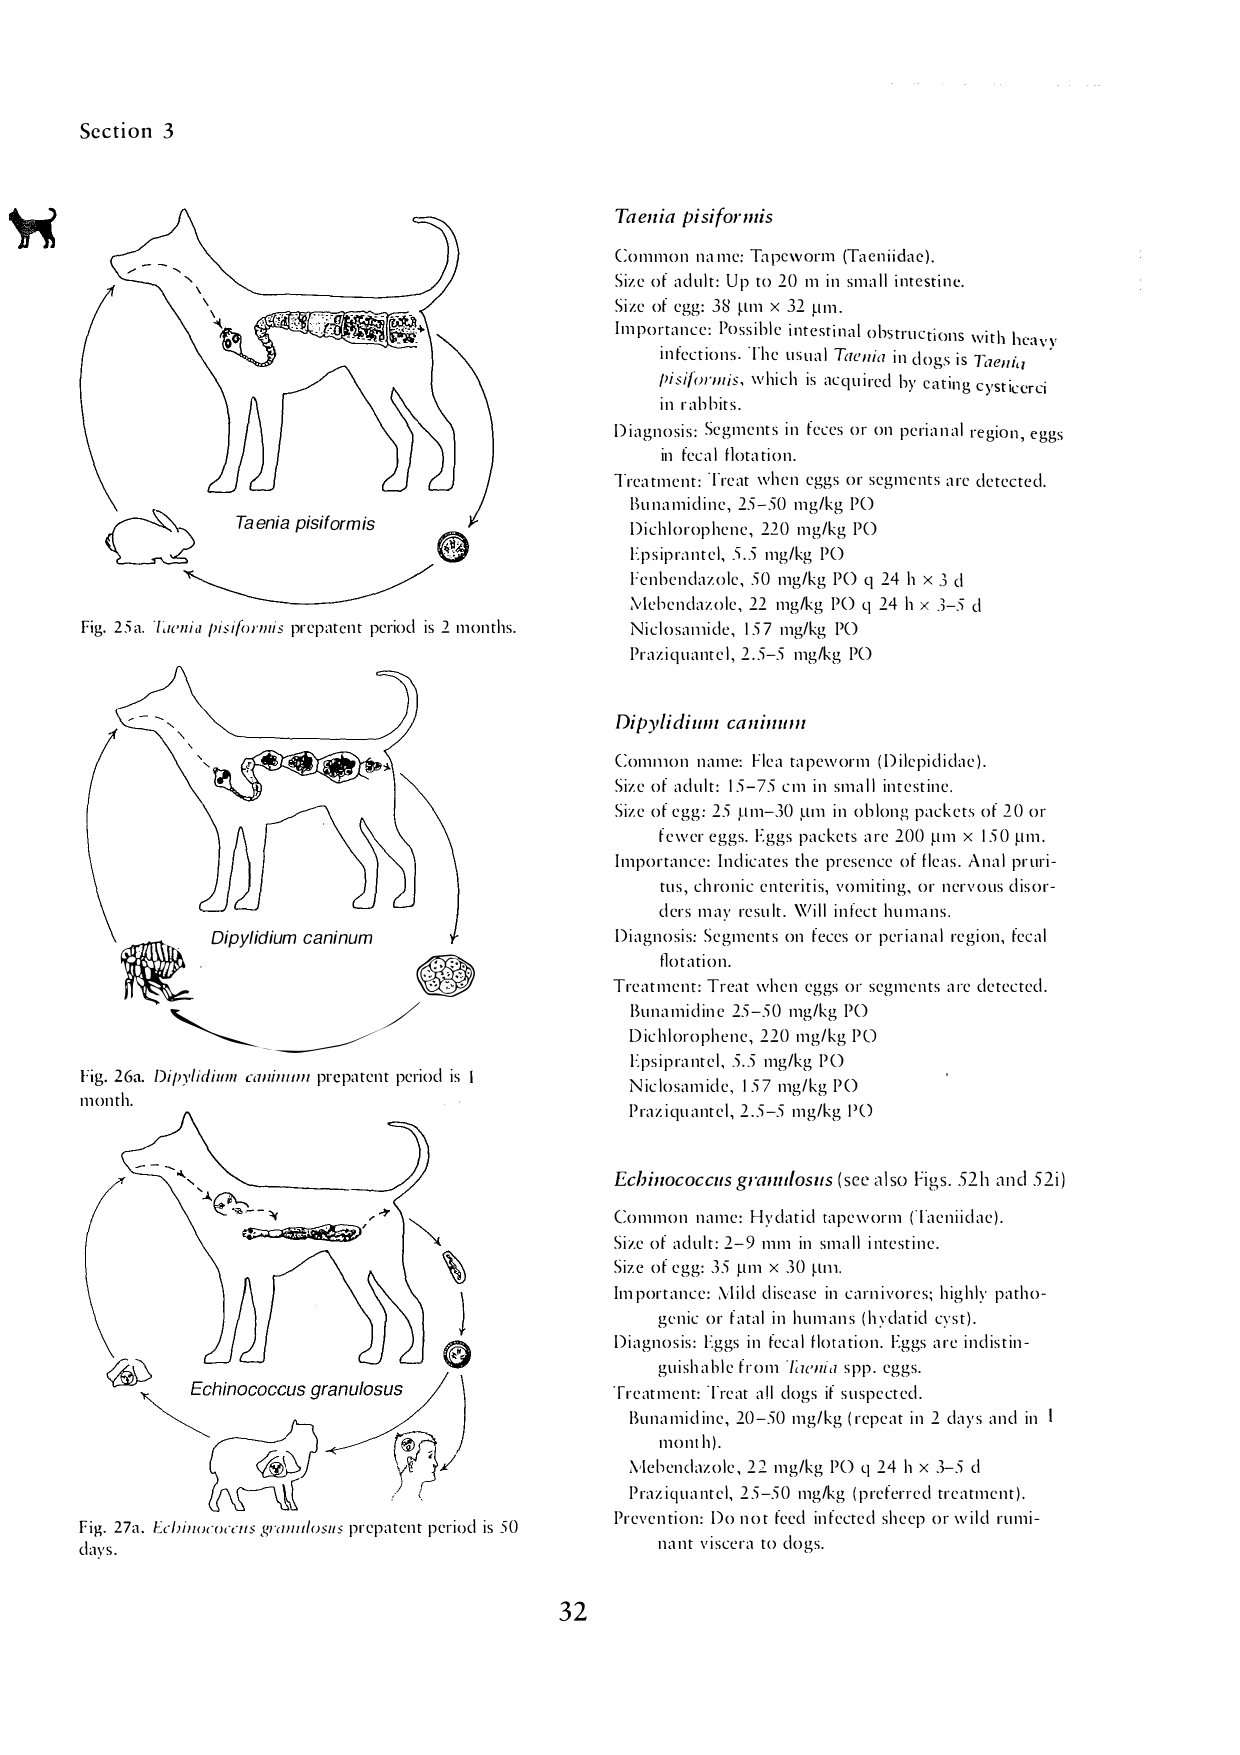 Section 3
Taenia pisiformis
Fig. 25a. Taenia pisiformis prepatent period is 2 months.
Dipylidium caninum
Fig. 26a. Dipylidium caninum prepatent period is 1
month.
Echinococcus granulosus
Fig. 27a. Echinococcus granulosus prepatent period is 50
days.
Taenia pisiformis
Common name: Tapeworm (Taeniidae).
Size of adult: Up to 20 m in small intestine.
Size of egg: 38 µm × 32 µm.
Importance: Possible intestinal obstructions with heavy
infections. The usual Taenia in dogs is Taenia
pisiformis, which is acquired by eating cysticerci
in rabbits.
Diagnosis: Segments in feces or on perianal region, eggs
in fecal flotation.
Treatment: Treat when eggs or segments are detected.
Bunamidine, 25–50 mg/kg PO
Dichlorophene, 220 mg/kg PO
Epsiprantel, 5.5 mg/kg PO
Fenbendazole, 50 mg/kg PO q 24 h × 3 d
Mebendazole, 22 mg/kg PO q 24 h × 3–5 d
Niclosamide, 157 mg/kg PO
Praziquantel, 2.5–5 mg/kg PO
Dipylidium caninum
Common name: Flea tapeworm (Dilepididae).
Size of adult: 15–75 cm in small intestine.
Size of egg: 25 µm–30 µm in oblong packets of 20 or
fewer eggs. Eggs packets are 200 µm × 150 µm.
Importance: Indicates the presence of fleas. Anal pruri-
tus, chronic enteritis, vomiting, or nervous disor-
ders may result. Will infect humans.
Diagnosis: Segments on feces or perianal region, fecal
flotation.
Treatment: Treat when eggs or segments are detected.
Bunamidine 25–50 mg/kg PO
Dichlorophene, 220 mg/kg PO
Epsiprantel, 5.5 mg/kg PO
Niclosamide, 157 mg/kg PO
Praziquantel, 2.5–5 mg/kg PO
Echinococcus granulosus (see also Figs. 52h and 52i)
Common name: Hydatid tapeworm (Taeniidae).
Size of adult: 2–9 mm in small intestine.
Size of egg: 35 µm × 30 µm.
Importance: Mild disease in carnivores; highly patho-
genic or fatal in humans (hydatid cyst).
Diagnosis: Eggs in fecal flotation. Eggs are indistin-
guishable from Taenia spp. eggs.
Treatment: Treat all dogs if suspected.
Bunamidine, 20–50 mg/kg (repeat in 2 days and in 1
month).
Mebendazole, 22 mg/kg PO q 24 h × 3–5 d
Praziquantel, 25–50 mg/kg (preferred treatment).
Prevention: Do not feed infected sheep or wild rumi-
nant viscera to dogs.
32